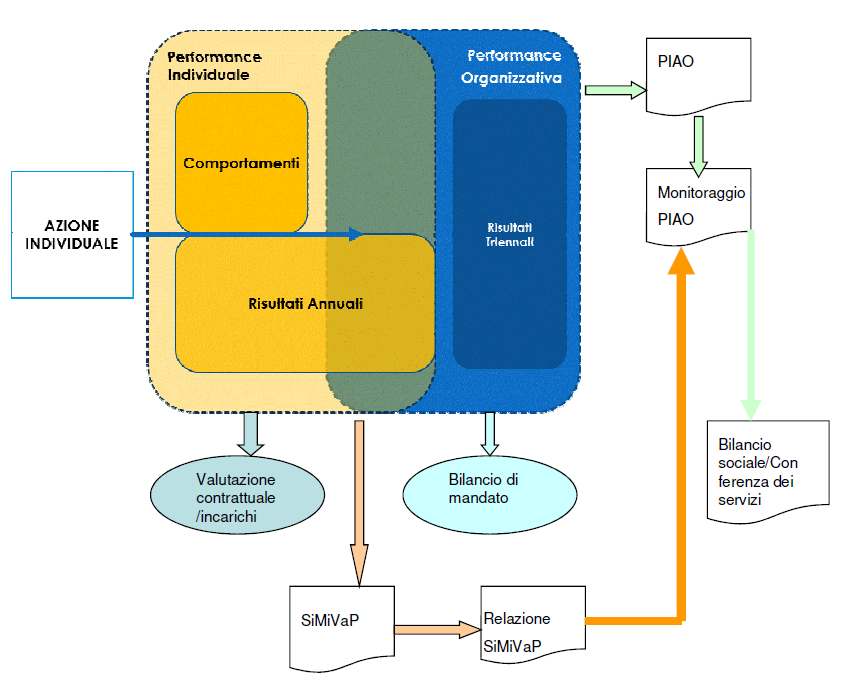 Performance
Individuale
Performance
Organizzativa
PIAO
Comportamenti
Monitoraggio
PIAO
AZIONE
INDIVIDUALE
Risultati
Triennali
Risultati Annuali
Bilancio
sociale/Con
ferenza dei
servizi
Valutazione
contrattuale
/incarichi
Bilancio di
mandato
SiMiVaP
Relazione
SiMiVaP